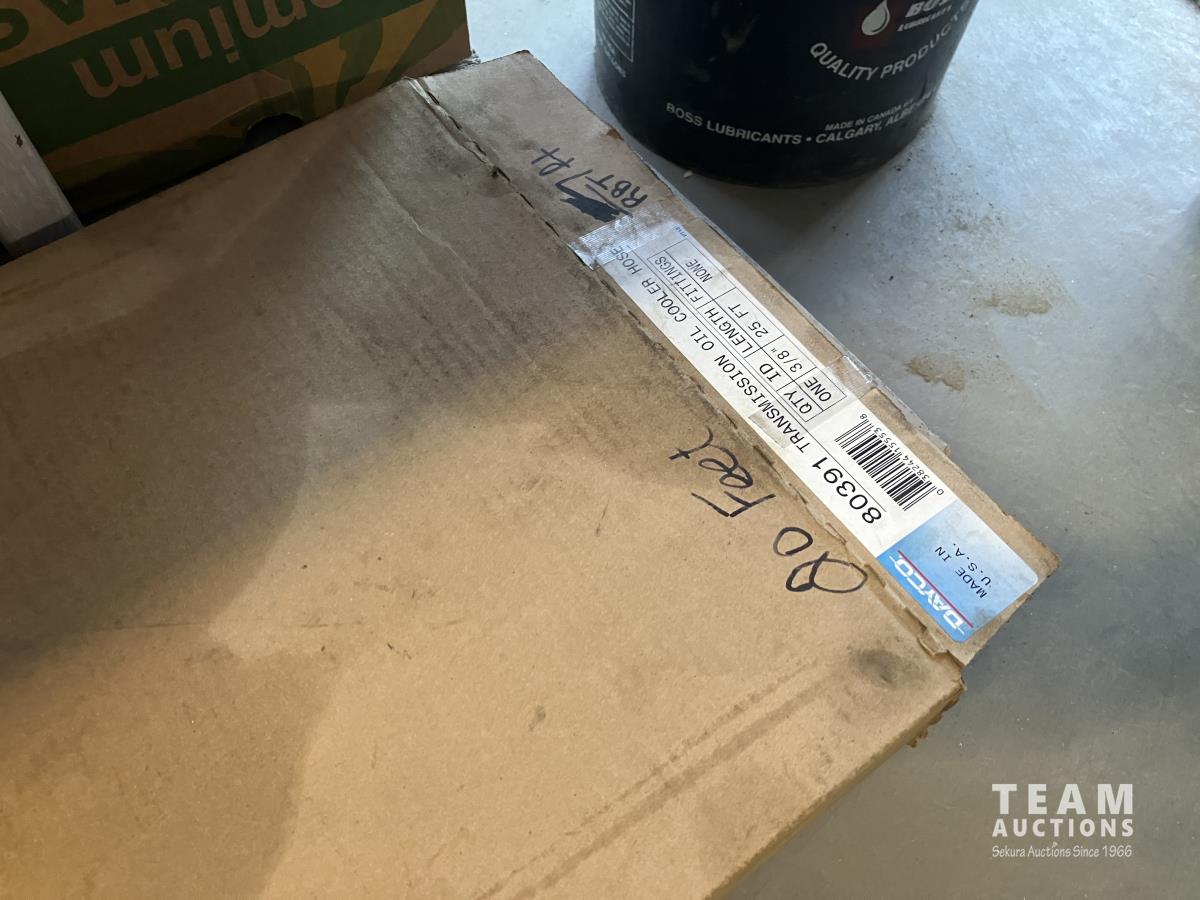 mium
BOSS LUBRICANTS • CALGARY, ALBE
MADE IN CANADA
QUALITY PRODUCT
LUBRICANTS
RBT
80391 TRANSMISSION OIL COOLER HOSE
QTY ID LENGTH FITTINGS
ONE 3/8" 25 FT NONE
DAYCO
MADE IN
U.S.A.
20 Feet
TEAM
AUCTIONS
Sekura Auctions Since 1966